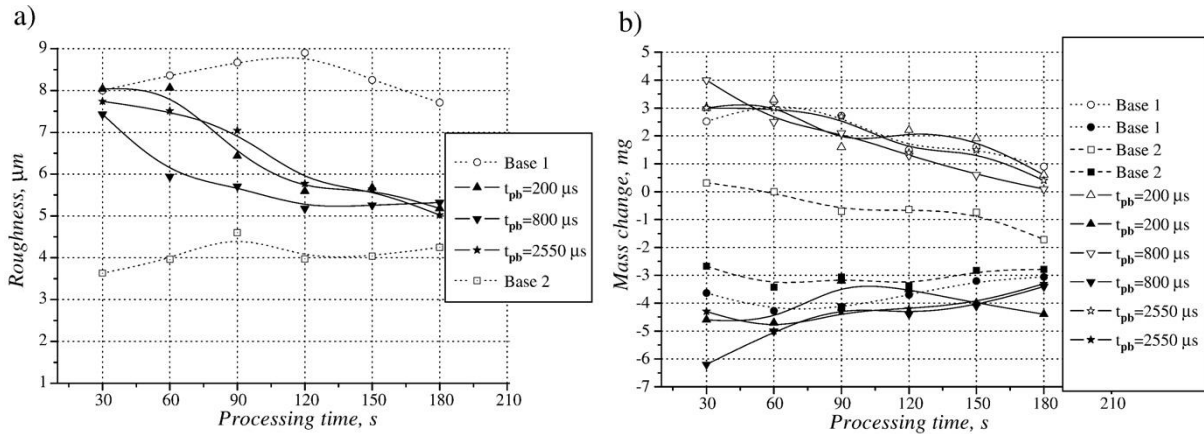 a)
9
8
7
6
5
4
3
2
1
Roughness, μm
30 60 90 120 150 180 210
Processing time, s
Base 1
tpb=200 μs
tpb=800 μs
tpb=2550 μs
Base 2
b)
5
4
3
2
1
0
-1
-2
-3
-4
-5
-6
-7
Mass change, mg
30 60 90 120 150 180 210
Processing time, s
Base 1
Base 1
Base 2
Base 2
tpb=200 μs
tpb=200 μs
tpb=800 μs
tpb=800 μs
tpb=2550 μs
tpb=2550 μs